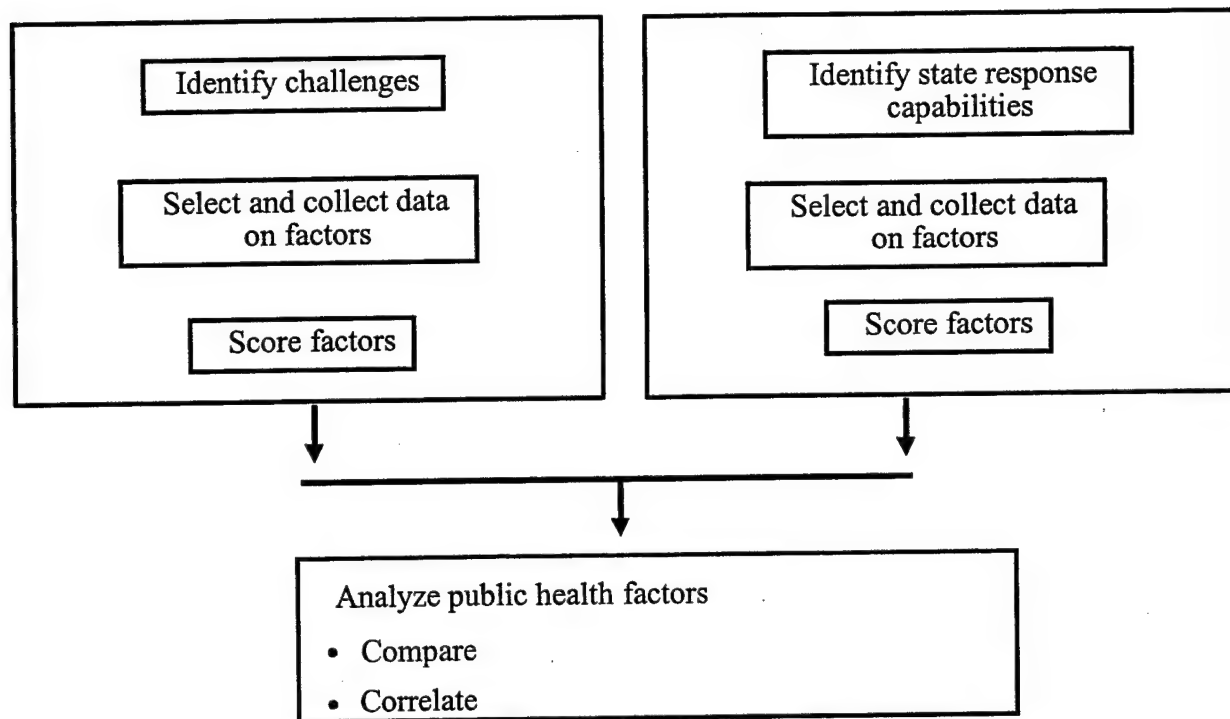 Identify challenges
Select and collect data
on factors
Score factors
Identify state response
capabilities
Select and collect data
on factors
Score factors
Analyze public health factors
• Compare
• Correlate